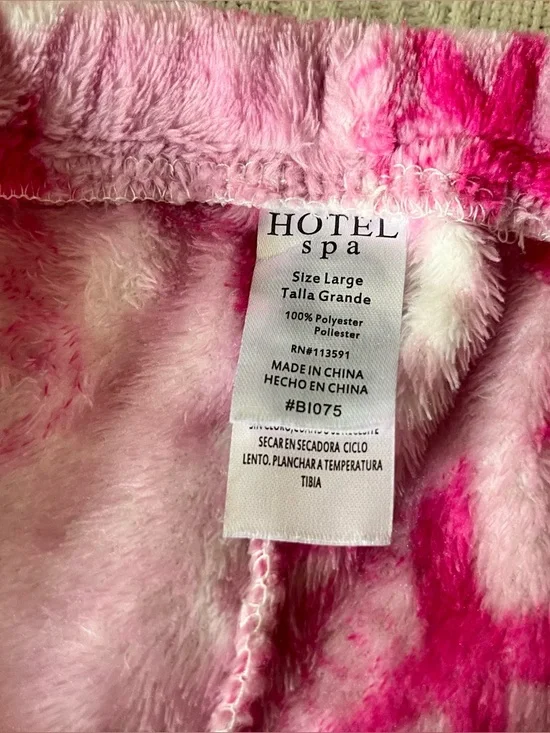 HOTEL
spa
Size Large
Talla Grande
100% Polyester
Poliester
RN#113591
MADE IN CHINA
HECHO EN CHINA
#BI075
SECAR EN SECADORA CICLO
LENTO. PLANCHAR A TEMPERATURA
TIBIA